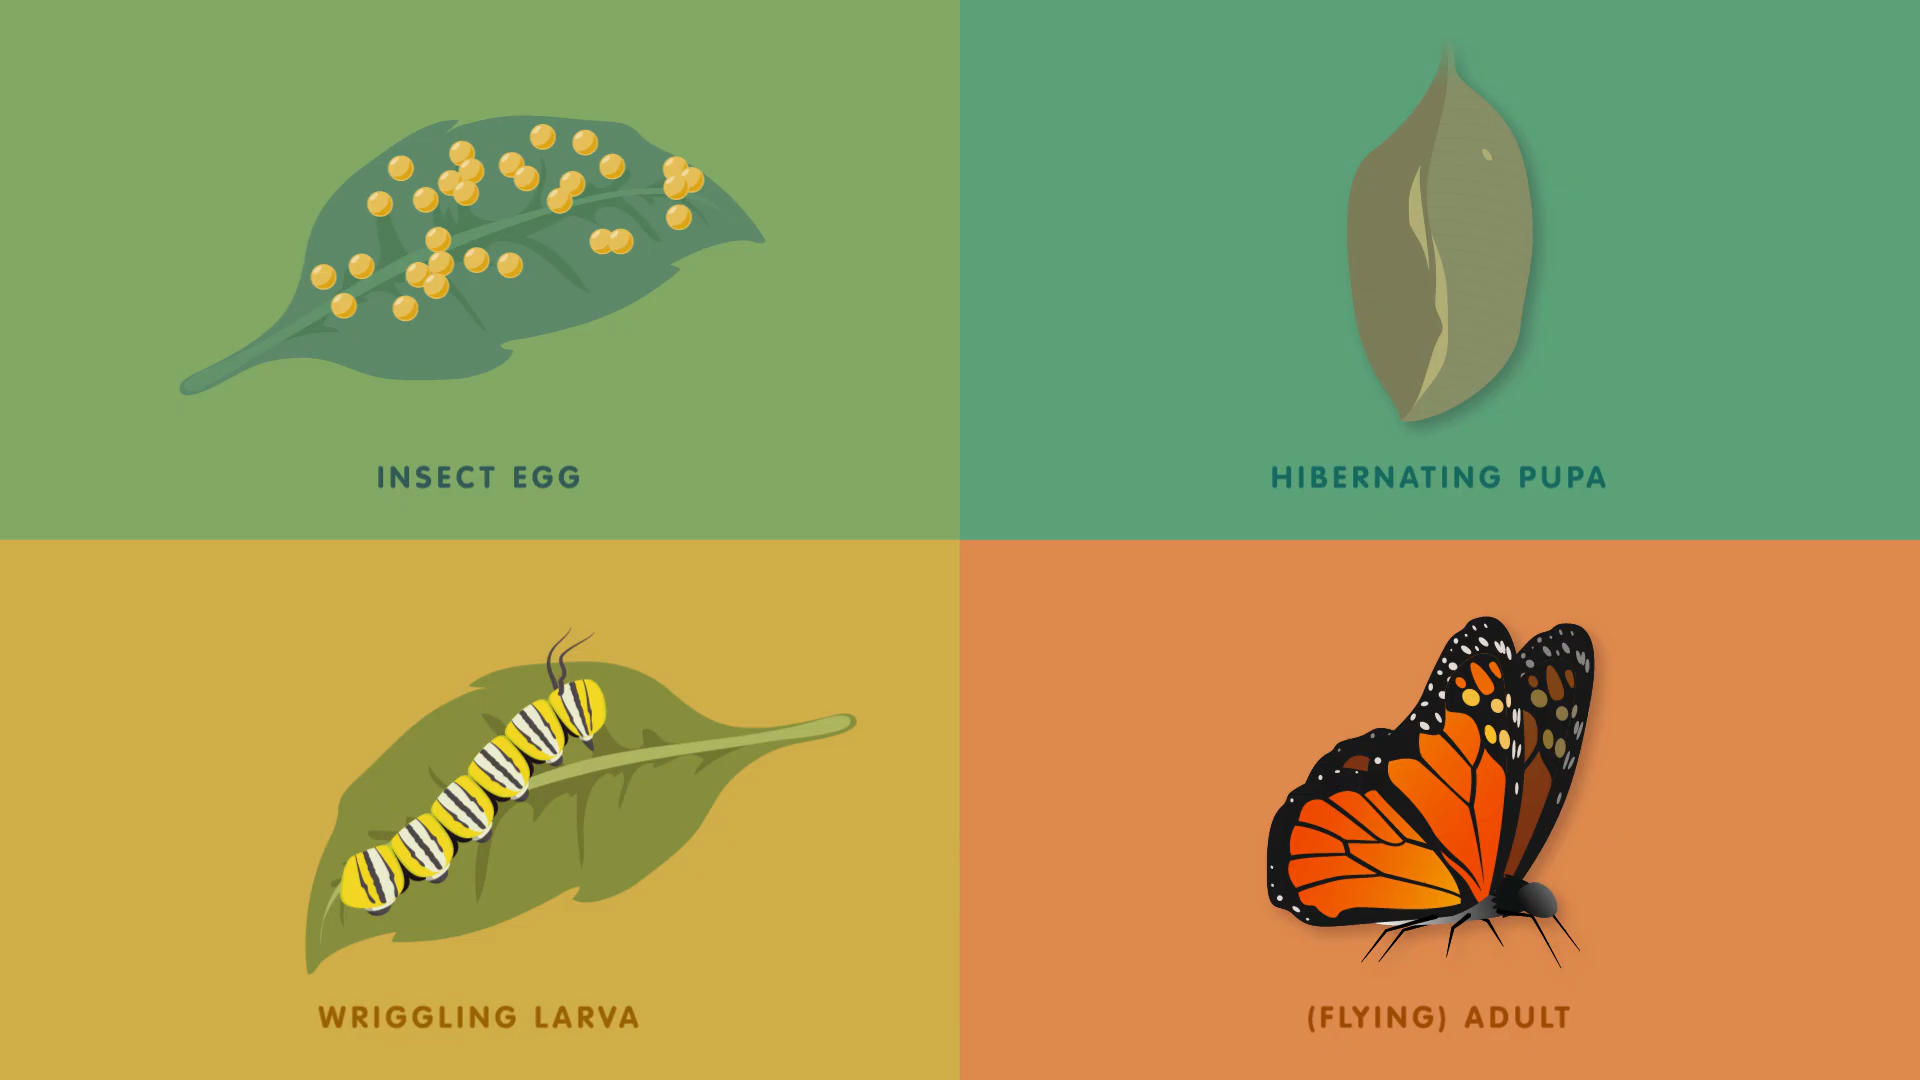 INSECT EGG
HIBERNATING PUPA
WRIGGLING LARVA
(FLYING) ADULT